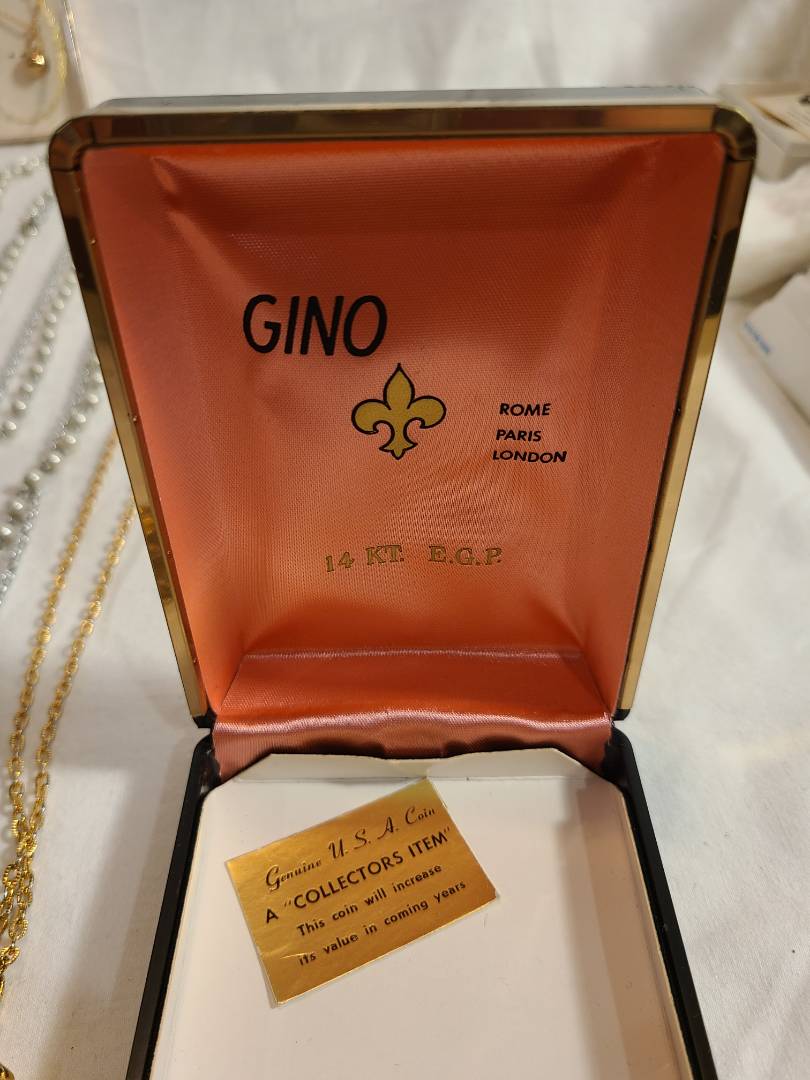 GINO
ROME
PARIS
LONDON
14 KT. E.G.P.
Genuine U. S. A. Coin
A "COLLECTORS ITEM"
This coin will increase
its value in coming years